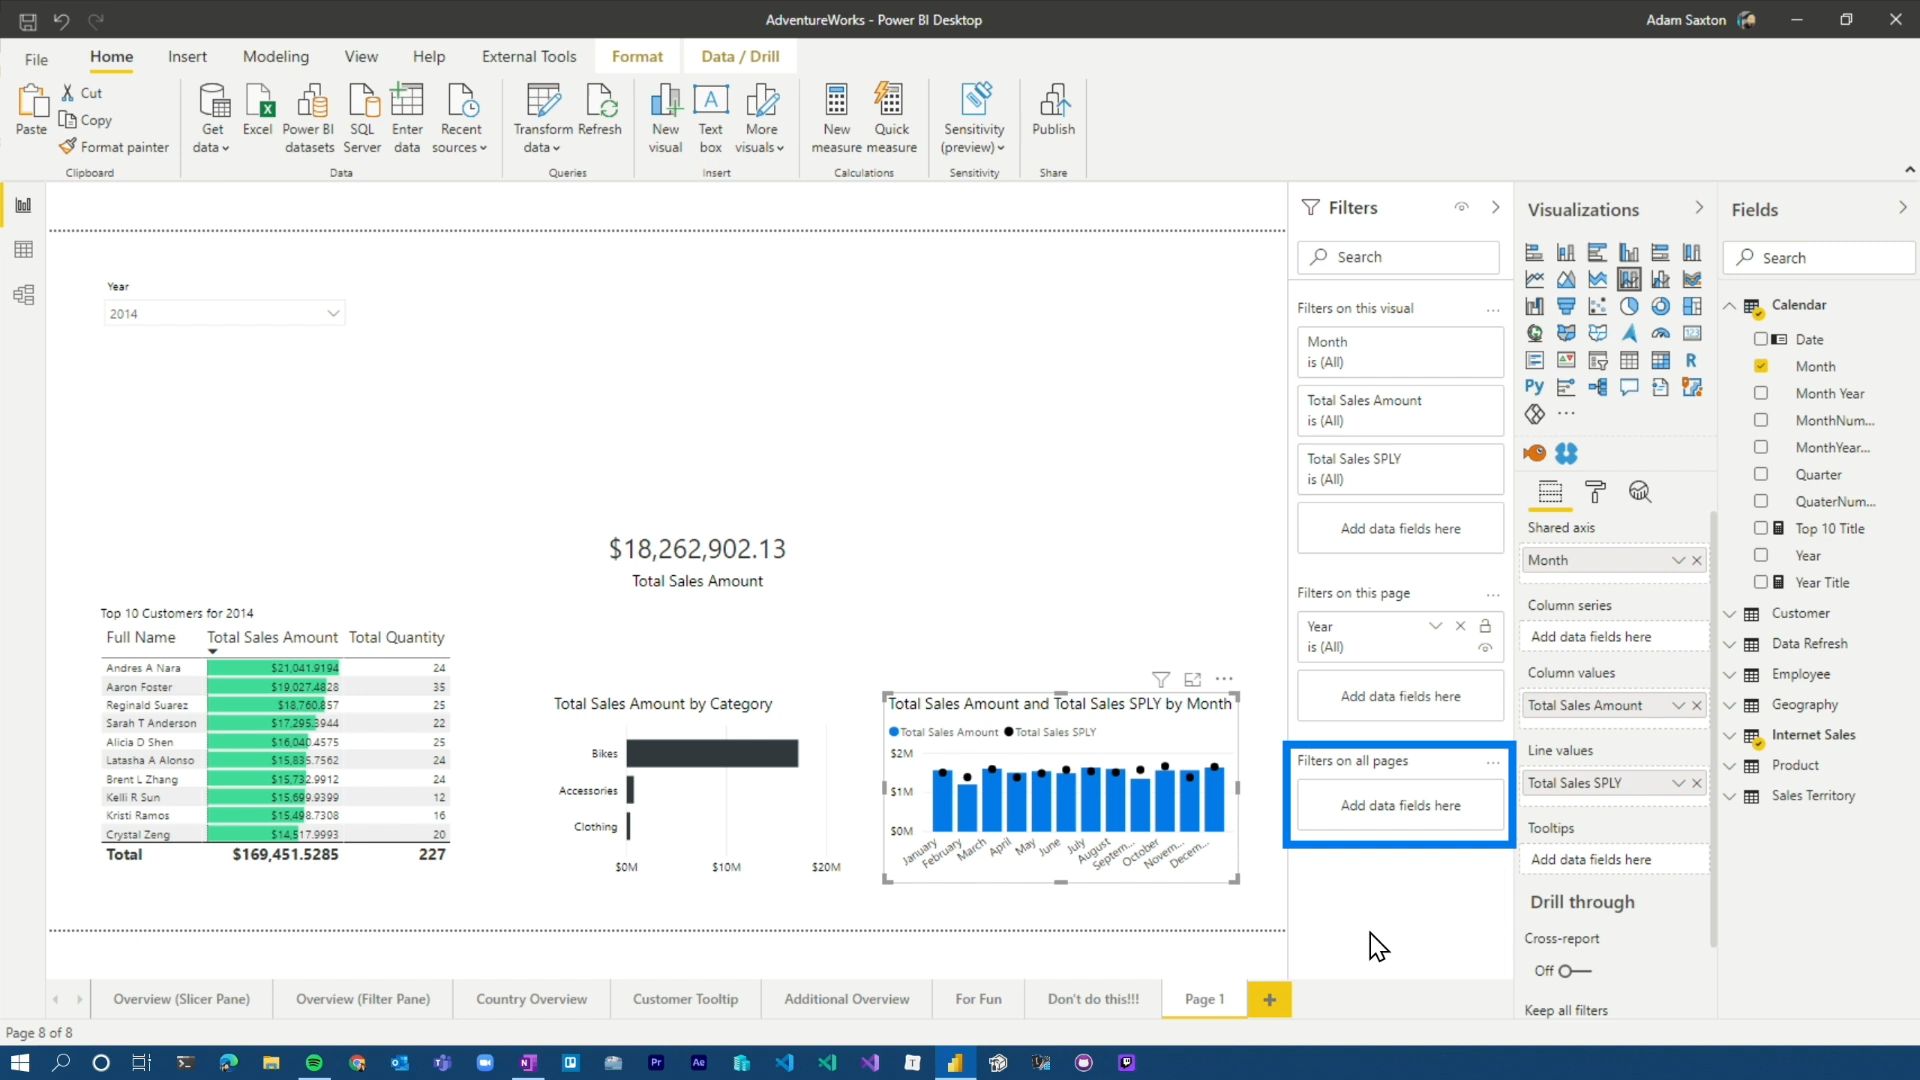 AdventureWorks - Power BI Desktop
Adam Saxton
File
Home
Insert
Modeling
View
Help
External Tools
Format
Data / Drill
Paste
Cut
Copy
Format painter
Clipboard
Get data
Excel
Power BI datasets
SQL Server
Enter data
Recent sources
Data
Transform data
Refresh
Queries
New visual
Text box
More visuals
Insert
New measure
Quick measure
Calculations
Sensitivity (preview)
Sensitivity
Publish
Share
Year
2014
$18,262,902.13
Total Sales Amount
Top 10 Customers for 2014
Full Name Total Sales Amount Total Quantity
Andres A Nara $21,041.9194 24
Aaron Foster $19,027.4828 35
Reginald Suarez $18,760.857 25
Sarah T Anderson $17,295.3944 22
Alicia D Shen $16,040.4575 25
Latasha A Alonso $15,835.7562 24
Brent L Zhang $15,732.9912 24
Kelli R Sun $15,699.9399 12
Kristi Ramos $15,498.7308 16
Crystal Zeng $14,517.9993 20
Total $169,451.5285 227
Total Sales Amount by Category
Bikes
Accessories
Clothing
$0M $10M $20M
Total Sales Amount and Total Sales SPLY by Month
Total Sales Amount Total Sales SPLY
$2M
$1M
$0M
January February March April May June July August Septem... October Novem... Decem...
Filters
Search
Filters on this visual ...
Month
is (All)
Total Sales Amount
is (All)
Total Sales SPLY
is (All)
Add data fields here
Filters on this page ...
Year
is (All)
Add data fields here
Filters on all pages ...
Add data fields here
Visualizations
123
R
Py
...
Shared axis
Month
Column series
Add data fields here
Column values
Total Sales Amount
Line values
Total Sales SPLY
Tooltips
Add data fields here
Drill through
Cross-report
Off
Keep all filters
Fields
Search
Calendar
Date
Month
Month Year
MonthNum...
MonthYear...
Quarter
QuaterNum...
Top 10 Title
Year
Year Title
Customer
Data Refresh
Employee
Geography
Internet Sales
Product
Sales Territory
Overview (Slicer Pane)
Overview (Filter Pane)
Country Overview
Customer Tooltip
Additional Overview
For Fun
Don't do this!!!
Page 1
Page 8 of 8
Pr
Ae